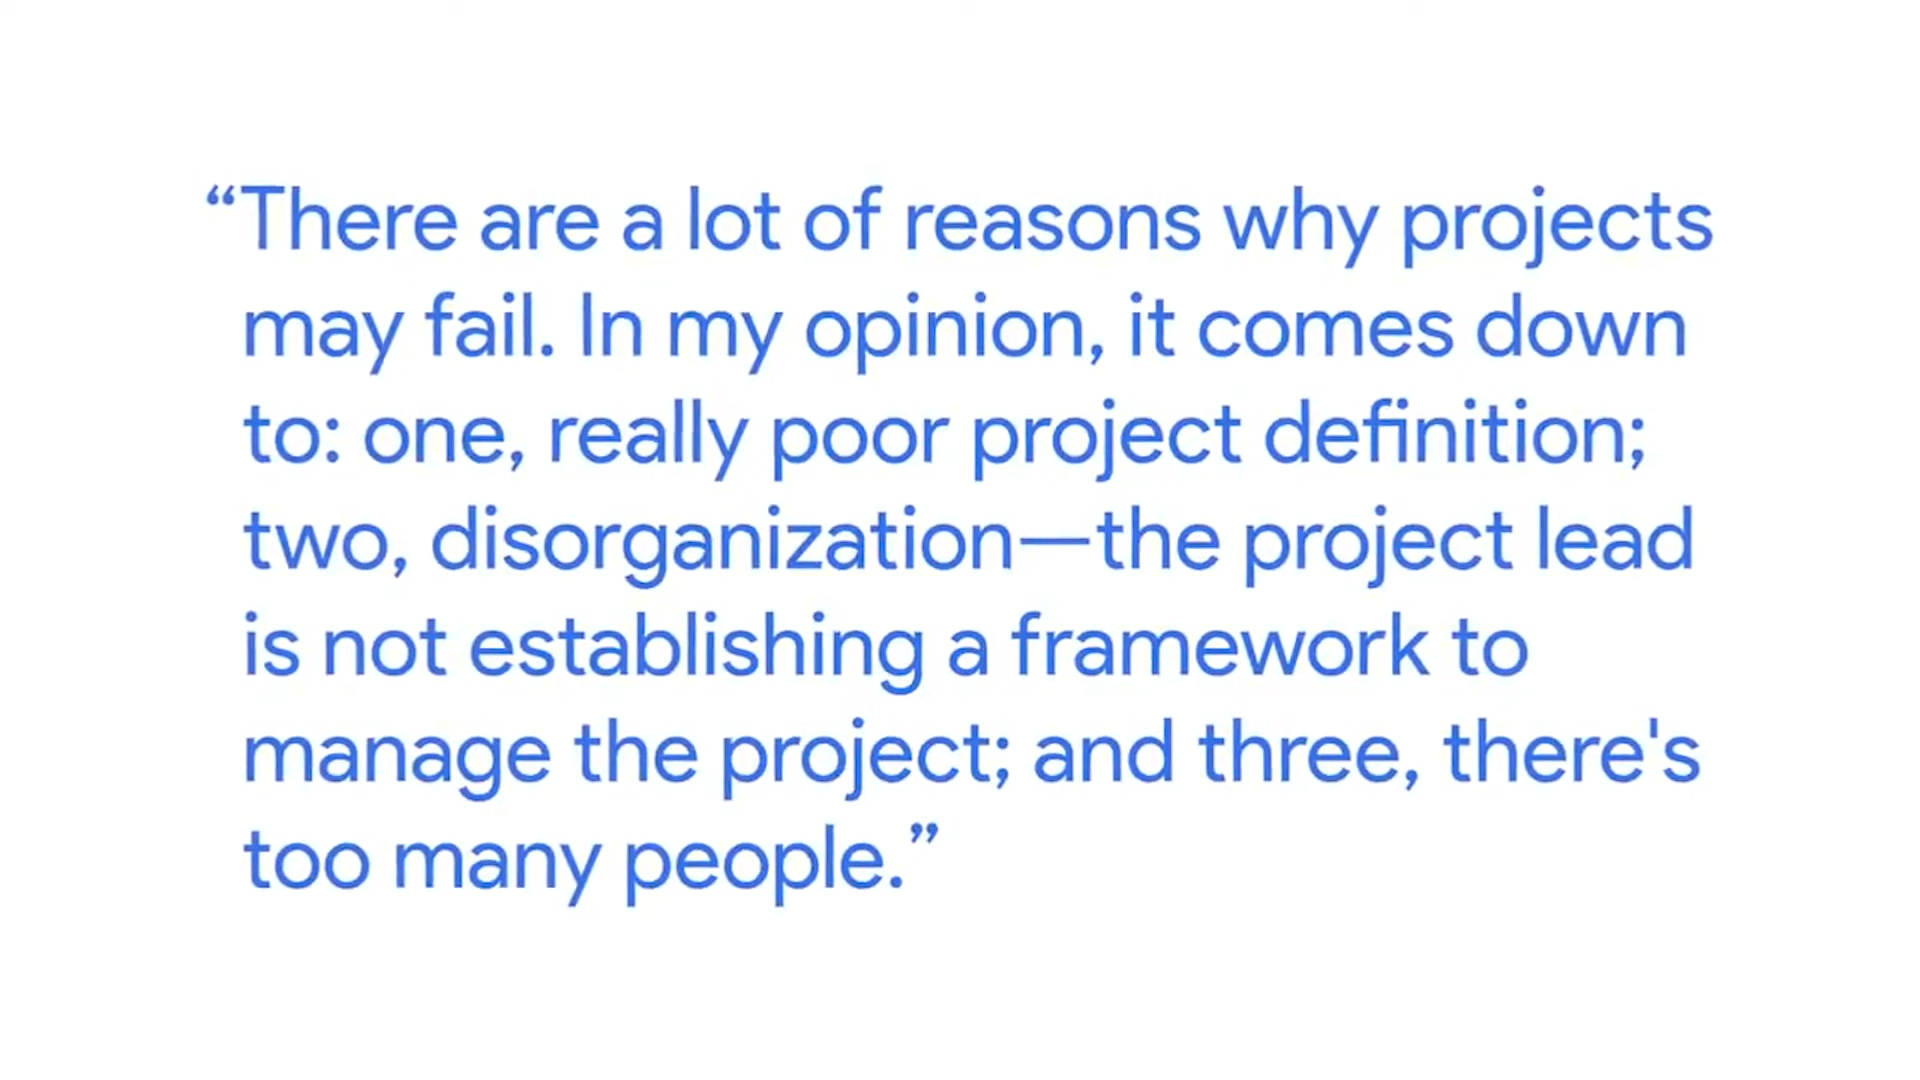 “There are a lot of reasons why projects
may fail. In my opinion, it comes down
to: one, really poor project definition;
two, disorganization—the project lead
is not establishing a framework to
manage the project; and three, there's
too many people.”